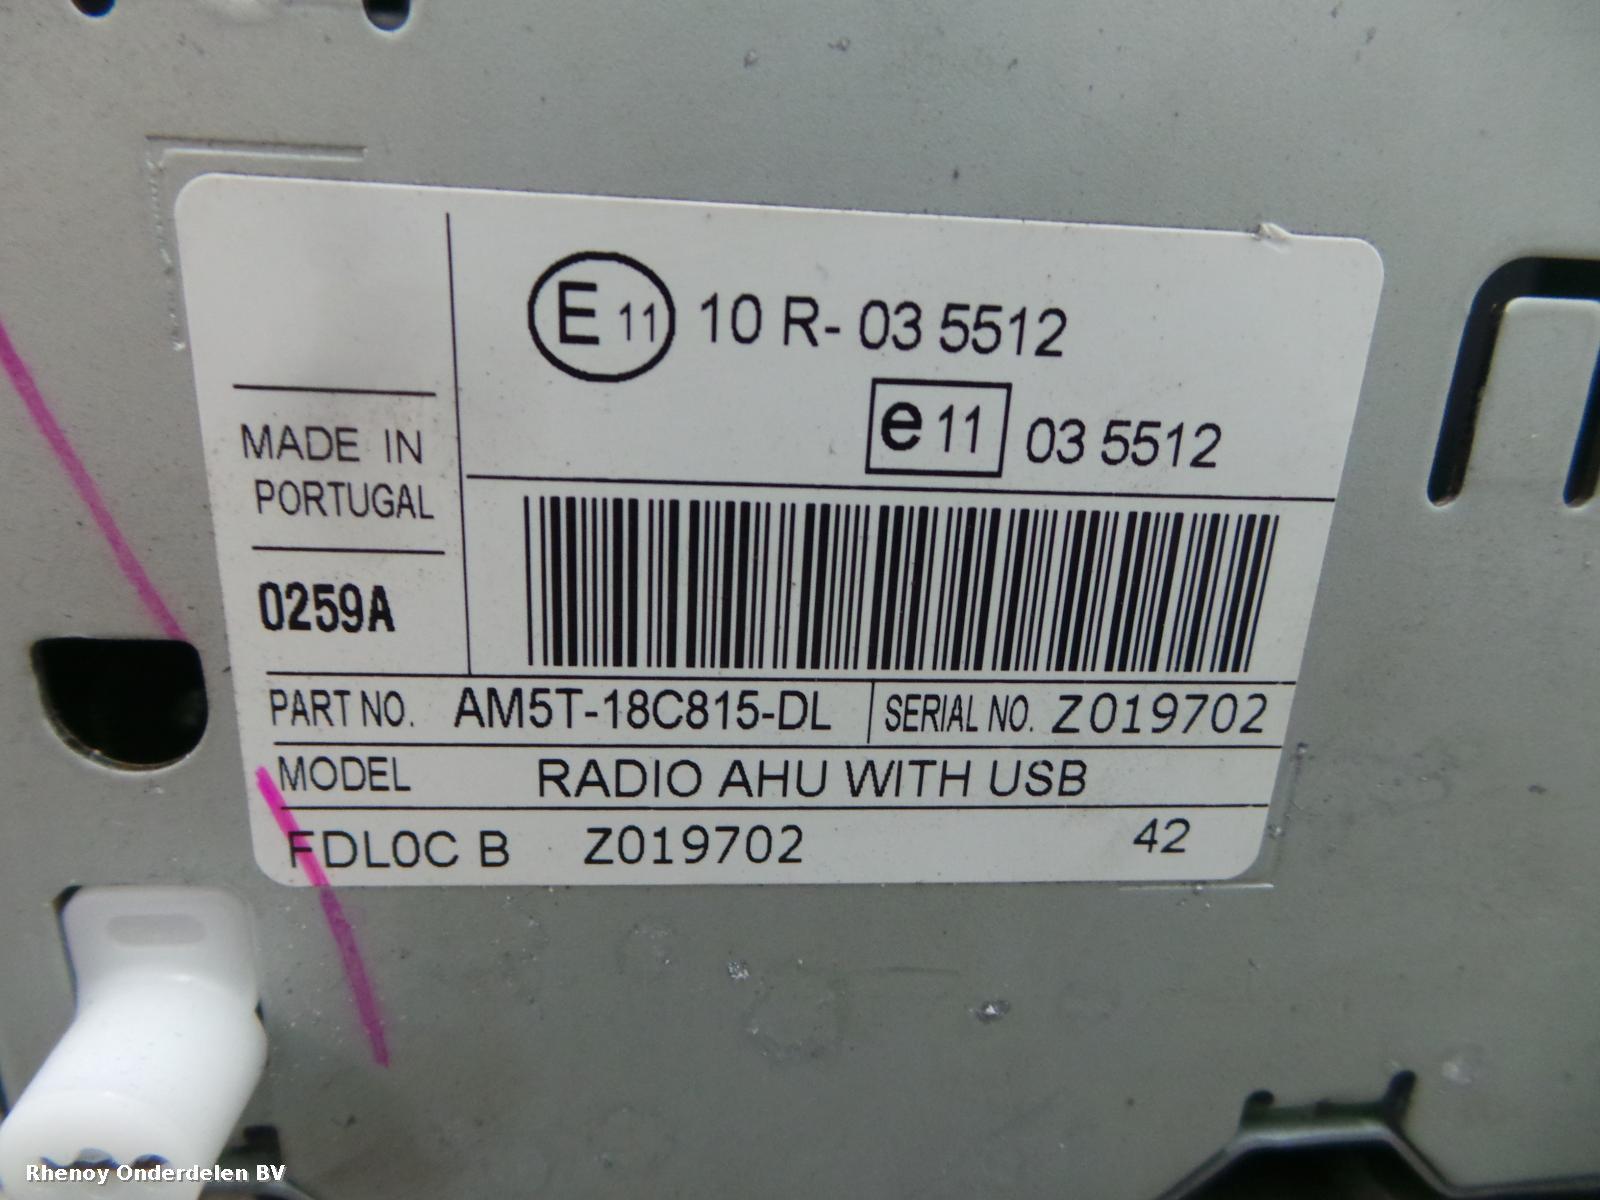 E 11 10 R- 03 5512
e 11 03 5512
MADE IN
PORTUGAL
0259A
PART NO. AM5T-18C815-DL SERIAL NO. Z019702
MODEL RADIO AHU WITH USB
FDL0C B Z019702 42
Rhenoy Onderdelen BV